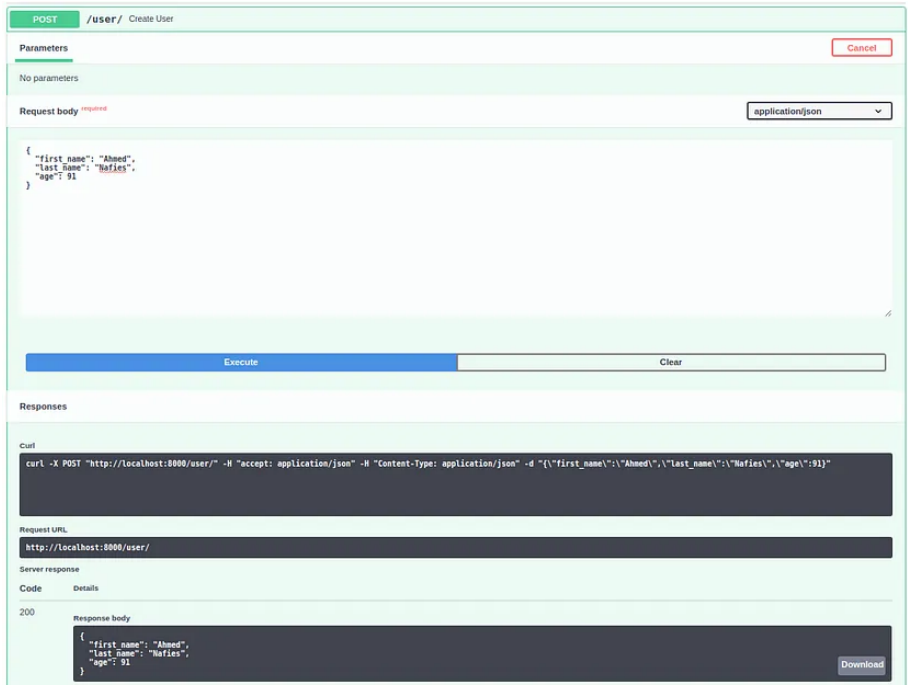 POST /user/ Create User
Parameters
Cancel
No parameters
Request body required
application/json
{
  "first_name": "Ahmed",
  "last_name": "Nafies",
  "age": 91
}
Execute
Clear
Responses
Curl
curl -X POST "http://localhost:8000/user/" -H "accept: application/json" -H "Content-Type: application/json" -d "{\"first_name\":\"Ahmed\",\"last_name\":\"Nafies\",\"age\":91}"
Request URL
http://localhost:8000/user/
Server response
Code Details
200
Response body
{
  "first_name": "Ahmed",
  "last_name": "Nafies",
  "age": 91
}
Download